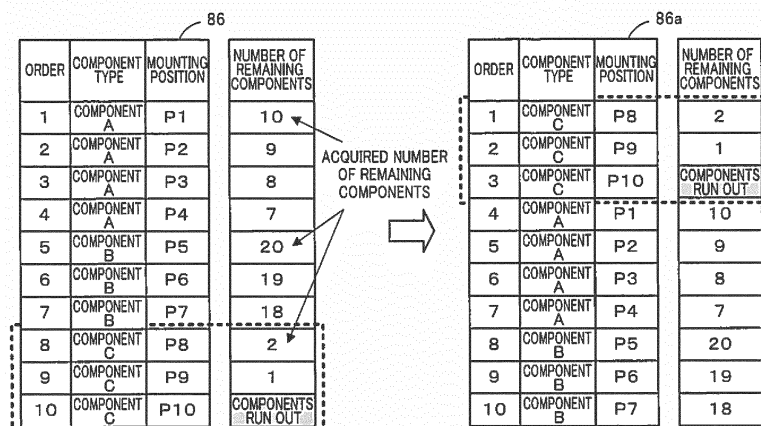 86
ORDER COMPONENT TYPE MOUNTING POSITION NUMBER OF REMAINING COMPONENTS
1 COMPONENT A P1 10
2 COMPONENT A P2 9
3 COMPONENT A P3 8
4 COMPONENT A P4 7
5 COMPONENT B P5 20
6 COMPONENT B P6 19
7 COMPONENT B P7 18
8 COMPONENT C P8 2
9 COMPONENT C P9 1
10 COMPONENT C P10 COMPONENTS RUN OUT
ACQUIRED NUMBER
OF REMAINING
COMPONENTS
86a
ORDER COMPONENT TYPE MOUNTING POSITION NUMBER OF REMAINING COMPONENTS
1 COMPONENT C P8 2
2 COMPONENT C P9 1
3 COMPONENT C P10 COMPONENTS RUN OUT
4 COMPONENT A P1 10
5 COMPONENT A P2 9
6 COMPONENT A P3 8
7 COMPONENT A P4 7
8 COMPONENT B P5 20
9 COMPONENT B P6 19
10 COMPONENT B P7 18